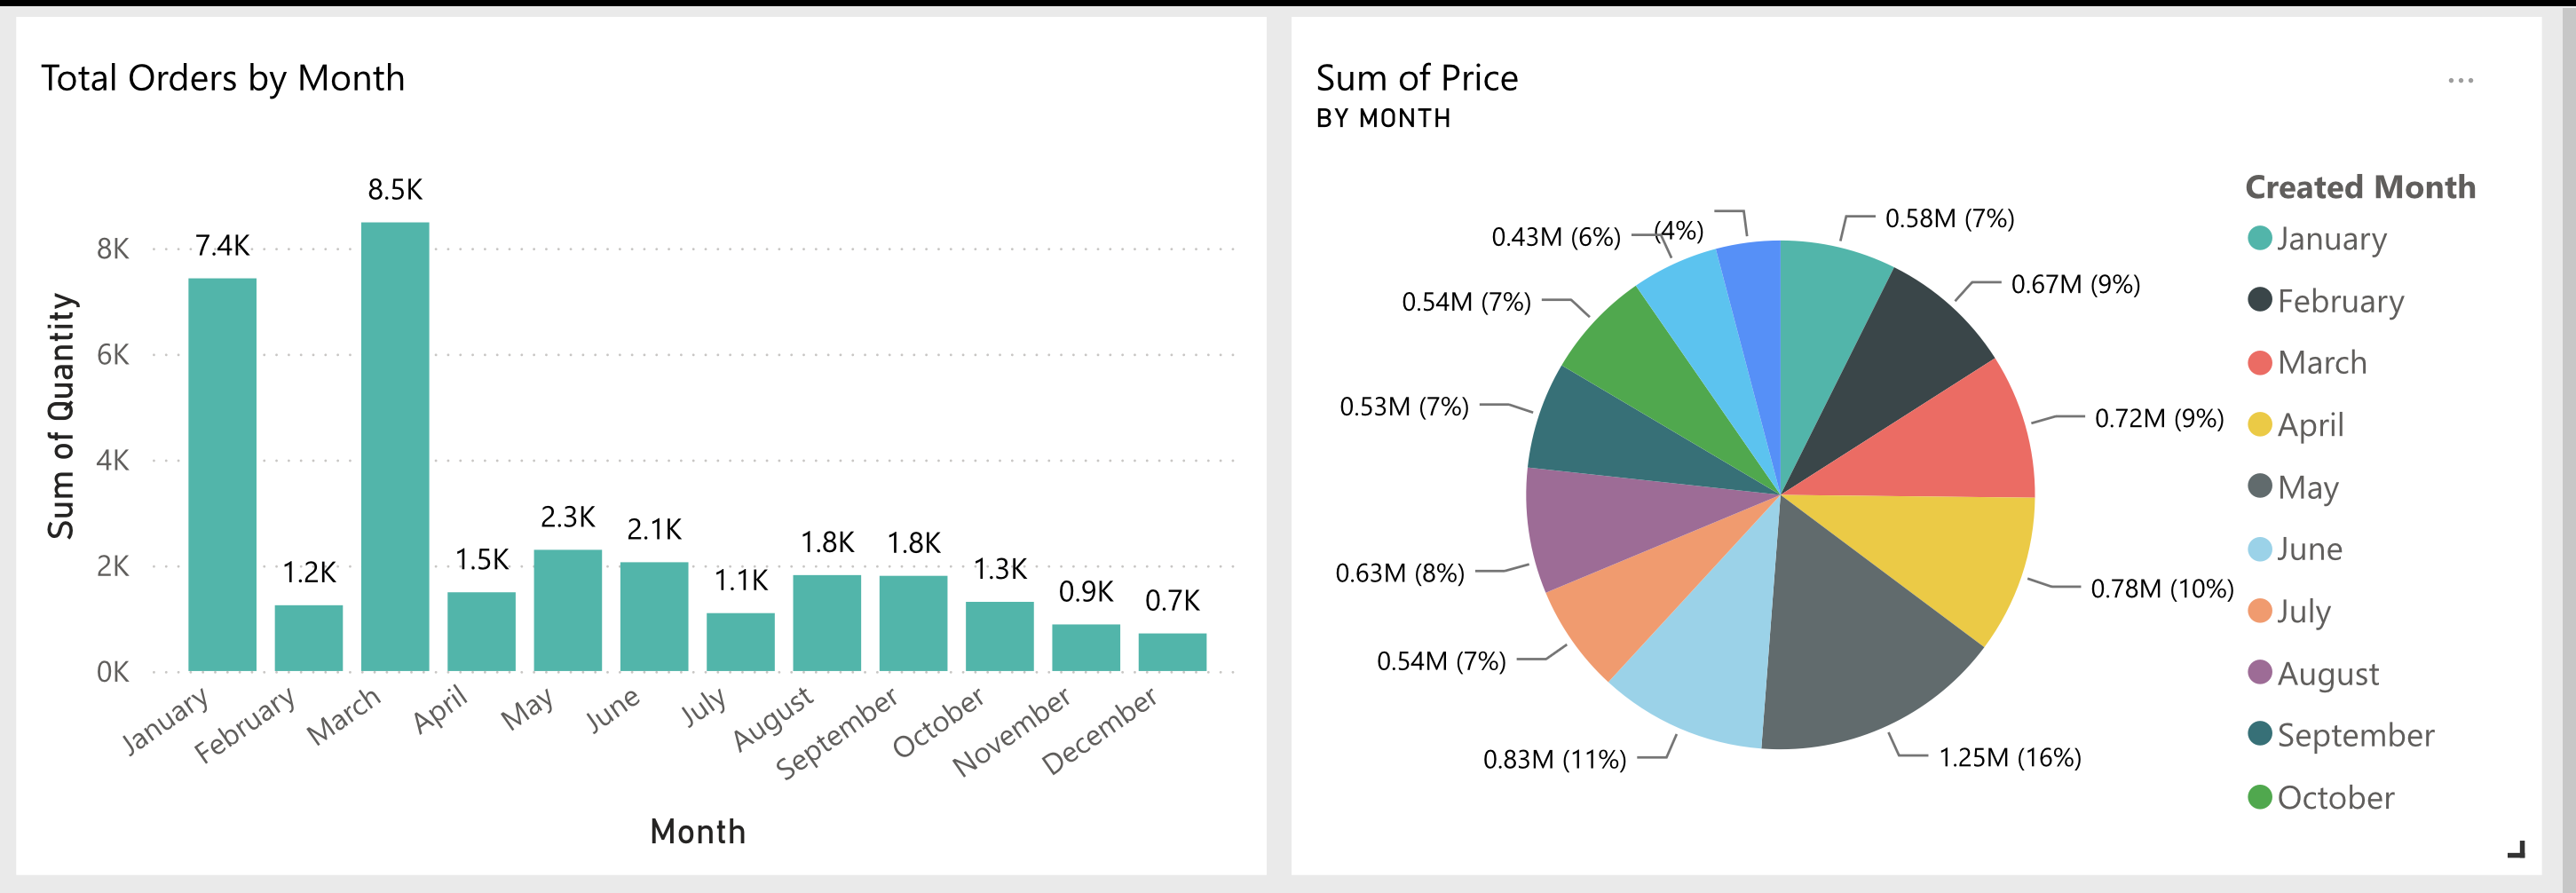 Total Orders by Month
Sum of Quantity
8K
6K
4K
2K
0K
7.4K
1.2K
8.5K
1.5K
2.3K
2.1K
1.1K
1.8K
1.8K
1.3K
0.9K
0.7K
January
February
March
April
May
June
July
August
September
October
November
December
Month
Sum of Price
BY MONTH
...
0.58M (7%)
0.67M (9%)
0.72M (9%)
0.78M (10%)
1.25M (16%)
0.83M (11%)
0.54M (7%)
0.63M (8%)
0.53M (7%)
0.54M (7%)
0.43M (6%)
(4%)
Created Month
January
February
March
April
May
June
July
August
September
October